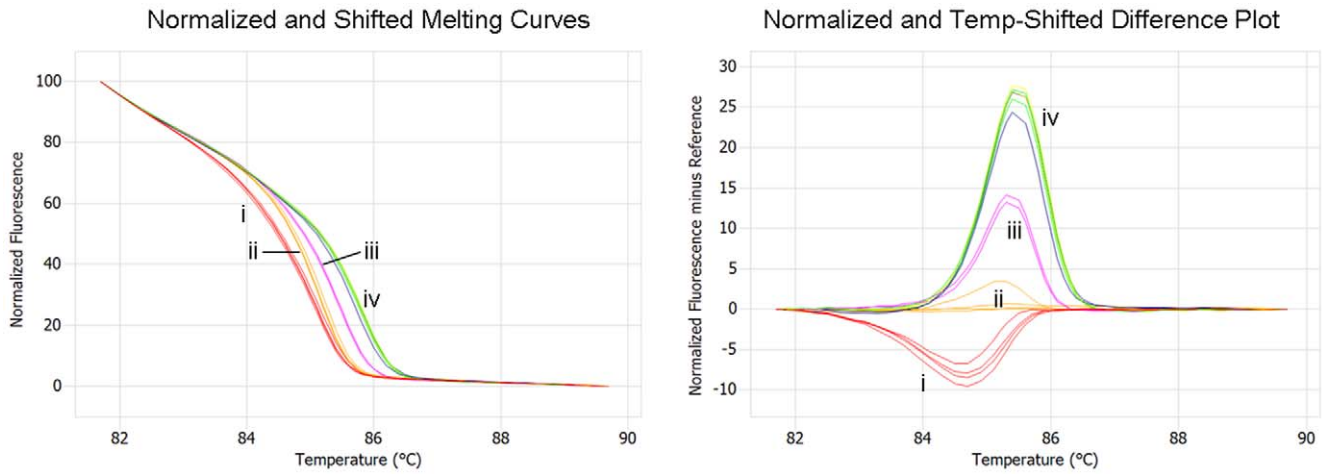 Normalized and Shifted Melting Curves
100
80
60
40
20
0
82
84
86
88
90
Normalized Fluorescence
Temperature (°C)
i
ii
iii
iv
Normalized and Temp-Shifted Difference Plot
30
25
20
15
10
5
0
-5
-10
82
84
86
88
90
Normalized Fluorescence minus Reference
Temperature (°C)
iv
iii
ii
i